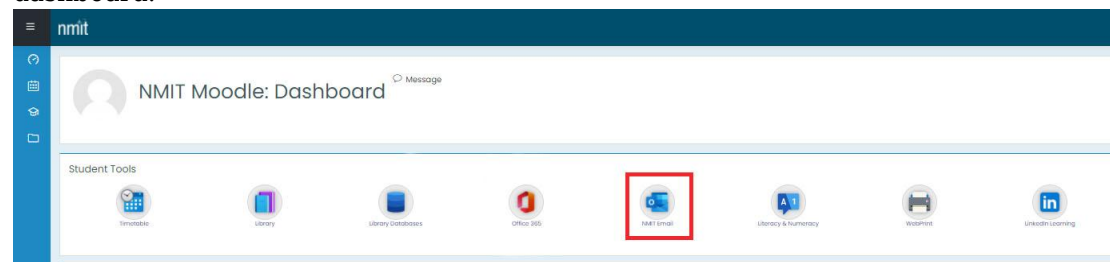 dashboard.
nmit
NMIT Moodle: Dashboard
Message
Student Tools
Timetable
Library
Library Databases
Office 365
NMIT Email
Literacy & Numeracy
WebPrint
LinkedIn Learning